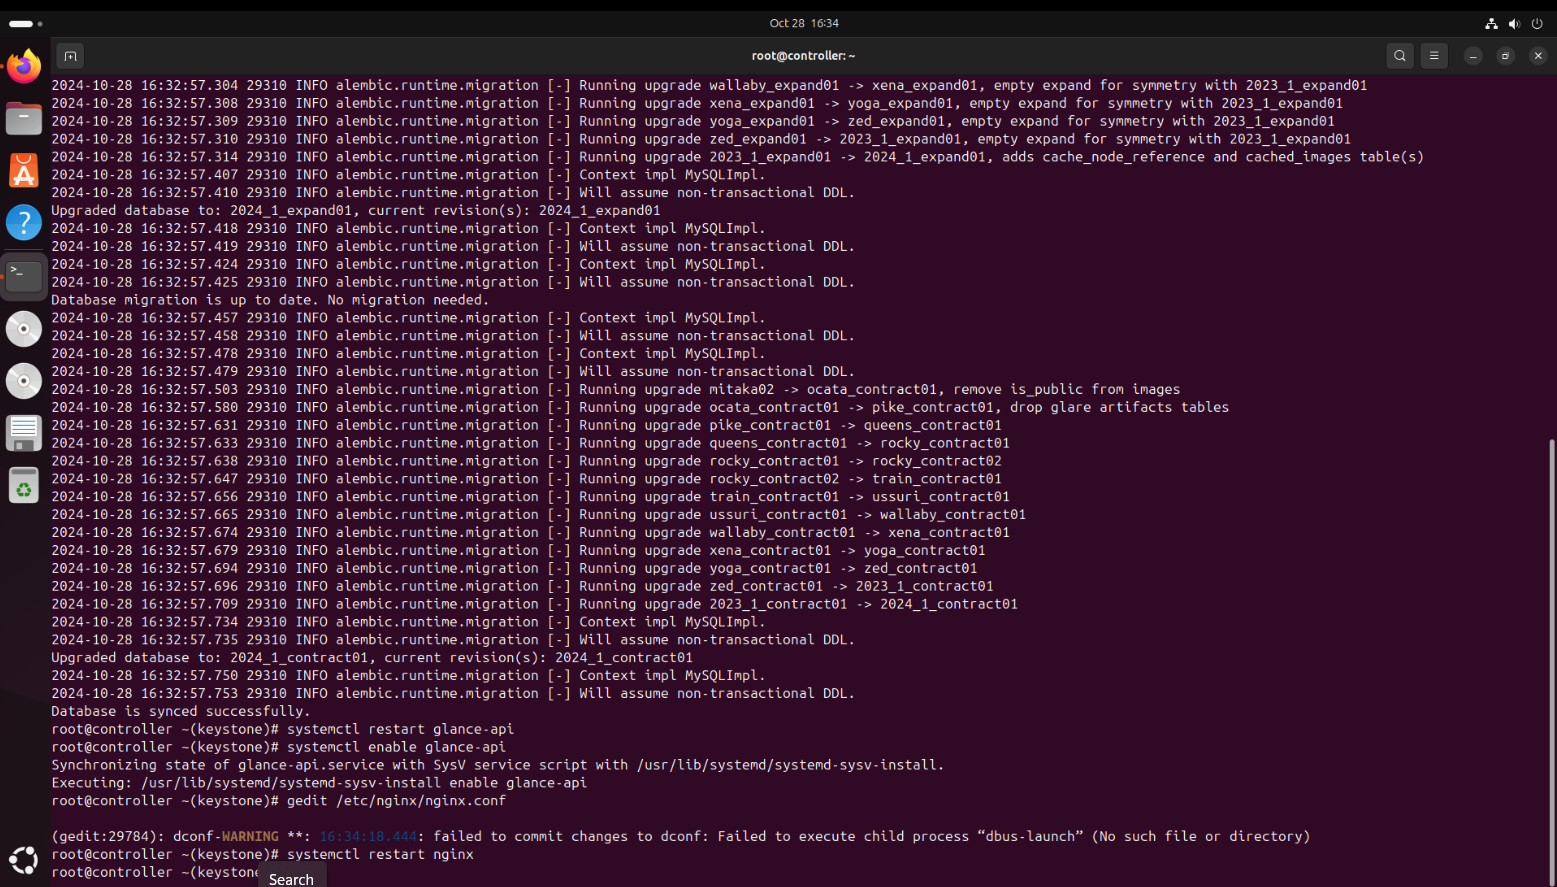 Oct 28 16:34
root@controller: ~
2024-10-28 16:32:57.304 29310 INFO alembic.runtime.migration [-] Running upgrade wallaby_expand01 -> xena_expand01, empty expand for symmetry with 2023_1_expand01
2024-10-28 16:32:57.308 29310 INFO alembic.runtime.migration [-] Running upgrade xena_expand01 -> yoga_expand01, empty expand for symmetry with 2023_1_expand01
2024-10-28 16:32:57.309 29310 INFO alembic.runtime.migration [-] Running upgrade yoga_expand01 -> zed_expand01, empty expand for symmetry with 2023_1_expand01
2024-10-28 16:32:57.310 29310 INFO alembic.runtime.migration [-] Running upgrade zed_expand01 -> 2023_1_expand01, empty expand for symmetry with 2023_1_expand01
2024-10-28 16:32:57.314 29310 INFO alembic.runtime.migration [-] Running upgrade 2023_1_expand01 -> 2024_1_expand01, adds cache_node_reference and cached_images table(s)
2024-10-28 16:32:57.407 29310 INFO alembic.runtime.migration [-] Context impl MySQLImpl.
2024-10-28 16:32:57.410 29310 INFO alembic.runtime.migration [-] Will assume non-transactional DDL.
Upgraded database to: 2024_1_expand01, current revision(s): 2024_1_expand01
2024-10-28 16:32:57.418 29310 INFO alembic.runtime.migration [-] Context impl MySQLImpl.
2024-10-28 16:32:57.419 29310 INFO alembic.runtime.migration [-] Will assume non-transactional DDL.
2024-10-28 16:32:57.424 29310 INFO alembic.runtime.migration [-] Context impl MySQLImpl.
2024-10-28 16:32:57.425 29310 INFO alembic.runtime.migration [-] Will assume non-transactional DDL.
Database migration is up to date. No migration needed.
2024-10-28 16:32:57.457 29310 INFO alembic.runtime.migration [-] Context impl MySQLImpl.
2024-10-28 16:32:57.458 29310 INFO alembic.runtime.migration [-] Will assume non-transactional DDL.
2024-10-28 16:32:57.478 29310 INFO alembic.runtime.migration [-] Context impl MySQLImpl.
2024-10-28 16:32:57.479 29310 INFO alembic.runtime.migration [-] Will assume non-transactional DDL.
2024-10-28 16:32:57.503 29310 INFO alembic.runtime.migration [-] Running upgrade mitaka02 -> ocata_contract01, remove is_public from images
2024-10-28 16:32:57.580 29310 INFO alembic.runtime.migration [-] Running upgrade ocata_contract01 -> pike_contract01, drop glare artifacts tables
2024-10-28 16:32:57.631 29310 INFO alembic.runtime.migration [-] Running upgrade pike_contract01 -> queens_contract01
2024-10-28 16:32:57.633 29310 INFO alembic.runtime.migration [-] Running upgrade queens_contract01 -> rocky_contract01
2024-10-28 16:32:57.638 29310 INFO alembic.runtime.migration [-] Running upgrade rocky_contract01 -> rocky_contract02
2024-10-28 16:32:57.647 29310 INFO alembic.runtime.migration [-] Running upgrade rocky_contract02 -> train_contract01
2024-10-28 16:32:57.656 29310 INFO alembic.runtime.migration [-] Running upgrade train_contract01 -> ussuri_contract01
2024-10-28 16:32:57.665 29310 INFO alembic.runtime.migration [-] Running upgrade ussuri_contract01 -> wallaby_contract01
2024-10-28 16:32:57.674 29310 INFO alembic.runtime.migration [-] Running upgrade wallaby_contract01 -> xena_contract01
2024-10-28 16:32:57.679 29310 INFO alembic.runtime.migration [-] Running upgrade xena_contract01 -> yoga_contract01
2024-10-28 16:32:57.694 29310 INFO alembic.runtime.migration [-] Running upgrade yoga_contract01 -> zed_contract01
2024-10-28 16:32:57.696 29310 INFO alembic.runtime.migration [-] Running upgrade zed_contract01 -> 2023_1_contract01
2024-10-28 16:32:57.709 29310 INFO alembic.runtime.migration [-] Running upgrade 2023_1_contract01 -> 2024_1_contract01
2024-10-28 16:32:57.734 29310 INFO alembic.runtime.migration [-] Context impl MySQLImpl.
2024-10-28 16:32:57.735 29310 INFO alembic.runtime.migration [-] Will assume non-transactional DDL.
Upgraded database to: 2024_1_contract01, current revision(s): 2024_1_contract01
2024-10-28 16:32:57.750 29310 INFO alembic.runtime.migration [-] Context impl MySQLImpl.
2024-10-28 16:32:57.753 29310 INFO alembic.runtime.migration [-] Will assume non-transactional DDL.
Database is synced successfully.
root@controller ~(keystone)# systemctl restart glance-api
root@controller ~(keystone)# systemctl enable glance-api
Synchronizing state of glance-api.service with SysV service script with /usr/lib/systemd/systemd-sysv-install.
Executing: /usr/lib/systemd/systemd-sysv-install enable glance-api
root@controller ~(keystone)# gedit /etc/nginx/nginx.conf
(gedit:29784): dconf-WARNING **: 16:34:18.444: failed to commit changes to dconf: Failed to execute child process “dbus-launch” (No such file or directory)
root@controller ~(keystone)# systemctl restart nginx
root@controller ~(keystone
Search